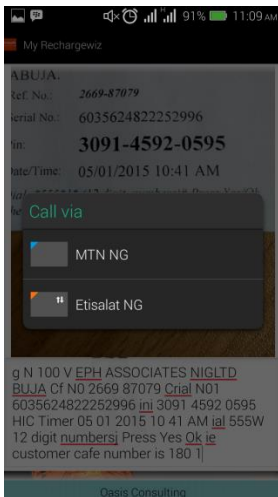 91% 11:09 AM
My Rechargewiz
ABUJA.
Ref. No.: 2669-87079
Serial No.: 6035624822252996
Pin: 3091-4592-0595
Date/Time: 05/01/2015 10:41 AM
Call via
MTN NG
Etisalat NG
g N 100 V EPH ASSOCIATES NIGLTD
BUJA Cf N0 2669 87079 Crial N01
6035624822252996 ini 3091 4592 0595
HIC Timer 05 01 2015 10 41 AM ial 555W
12 digit numbersj Press Yes Ok ie
customer cafe number is 180 1
Oasis Consulting